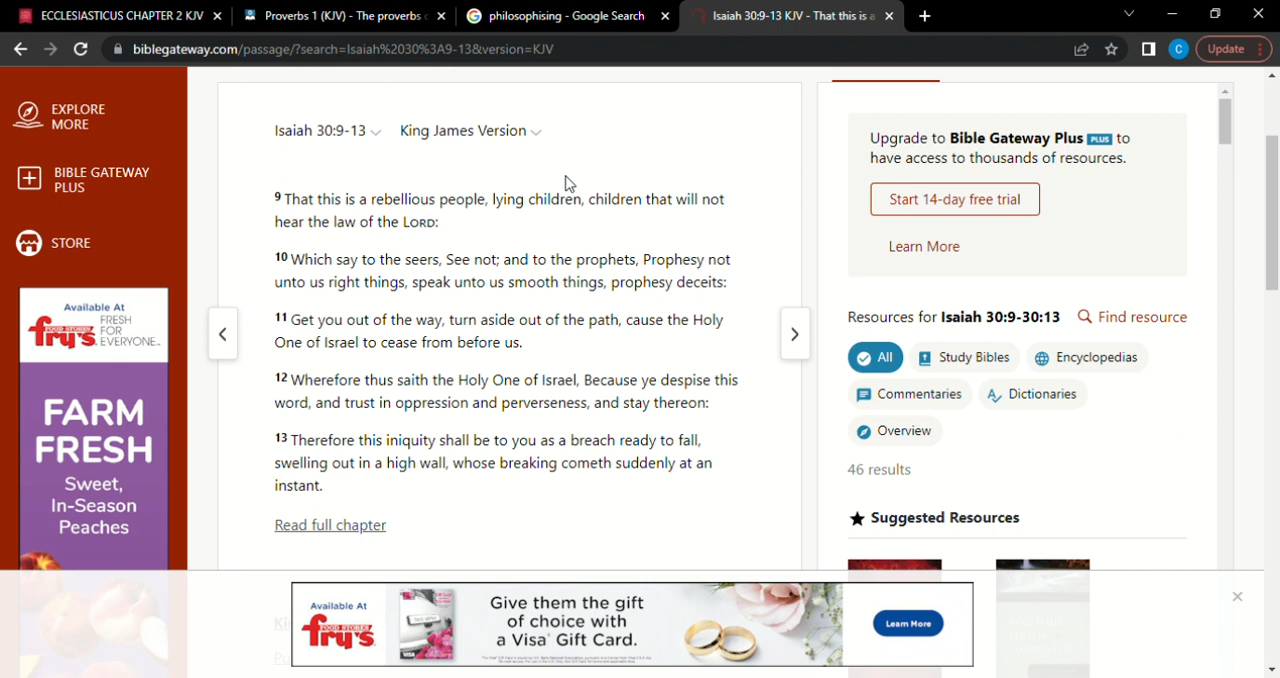 ECCLESIASTICUS CHAPTER 2 KJV
Proverbs 1 (KJV) - The proverbs o
philosophising - Google Search
Isaiah 30:9-13 KJV - That this is a
biblegateway.com/passage/?search=Isaiah%2030%3A9-13&version=KJV
C
Update
EXPLORE
MORE
BIBLE GATEWAY
PLUS
STORE
Available At
FOOD STORES
fry's
FRESH
FOR
EVERYONE™
FARM
FRESH
Sweet,
In-Season
Peaches
Isaiah 30:9-13 King James Version
9 That this is a rebellious people, lying children, children that will not
hear the law of the LORD:
10 Which say to the seers, See not; and to the prophets, Prophesy not
unto us right things, speak unto us smooth things, prophesy deceits:
11 Get you out of the way, turn aside out of the path, cause the Holy
One of Israel to cease from before us.
12 Wherefore thus saith the Holy One of Israel, Because ye despise this
word, and trust in oppression and perverseness, and stay thereon:
13 Therefore this iniquity shall be to you as a breach ready to fall,
swelling out in a high wall, whose breaking cometh suddenly at an
instant.
Read full chapter
Upgrade to Bible Gateway Plus PLUS to
have access to thousands of resources.
Start 14-day free trial
Learn More
Resources for Isaiah 30:9-30:13 Find resource
All Study Bibles Encyclopedias
Commentaries Dictionaries
Overview
46 results
Suggested Resources
Available At
FOOD STORES
fry's
Give them the gift
of choice with
a Visa® Gift Card.
Learn More